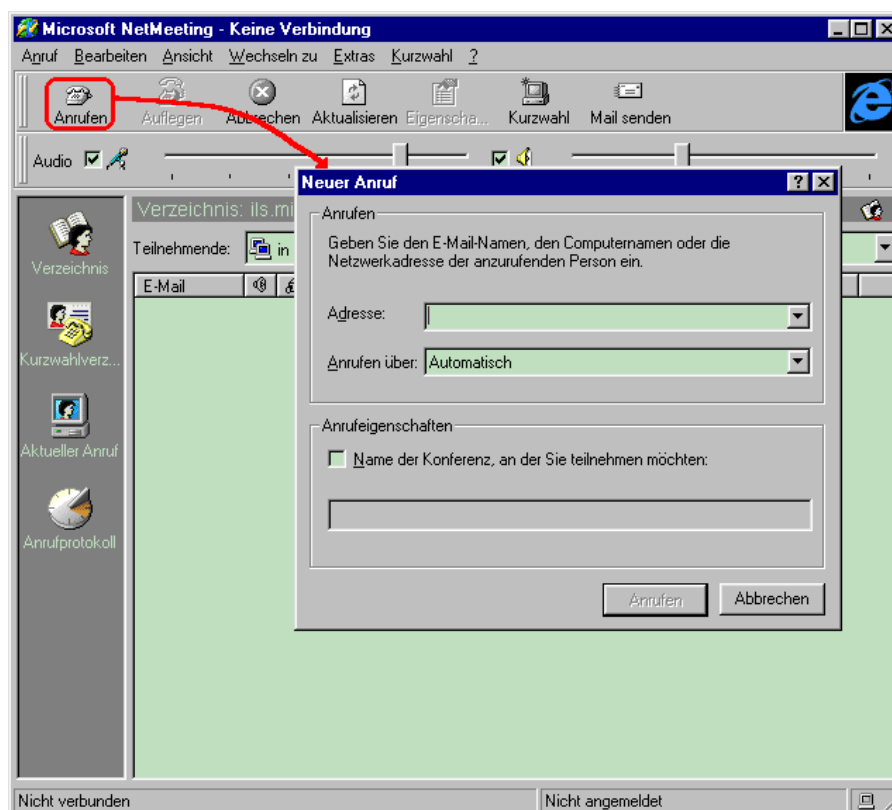 Microsoft NetMeeting - Keine Verbindung
Anruf Bearbeiten Ansicht Wechseln zu Extras Kurzwahl ?
Anrufen Auflegen Abbrechen Aktualisieren Eigenscha... Kurzwahl Mail senden
Audio
Verzeichnis: ils.mi
Teilnehmende: in
E-Mail
Verzeichnis
Kurzwahlverz...
Aktueller Anruf
Anrufprotokoll
Neuer Anruf
Anrufen
Geben Sie den E-Mail-Namen, den Computernamen oder die
Netzwerkadresse der anzurufenden Person ein.
Adresse:
Anrufen über: Automatisch
Anrufeigenschaften
Name der Konferenz, an der Sie teilnehmen möchten:
Anrufen Abbrechen
Nicht verbunden Nicht angemeldet